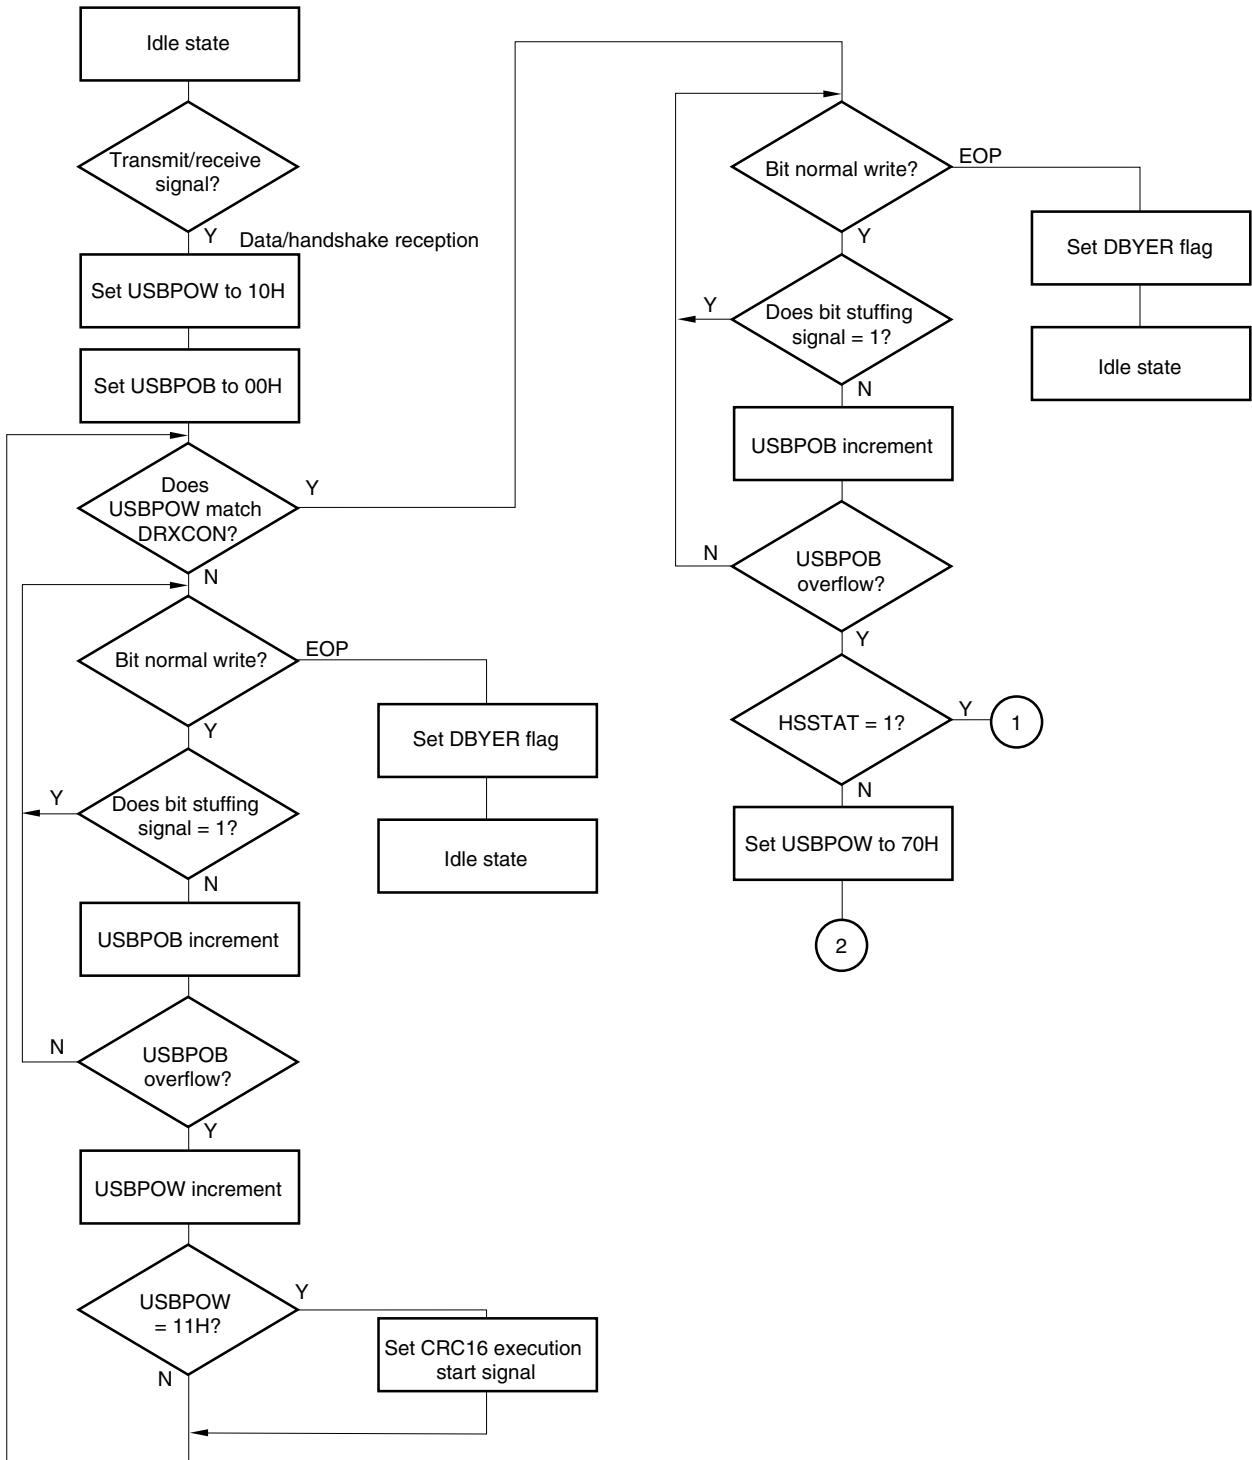 Idle state
Transmit/receive
signal?
Y
Data/handshake reception
Set USBPOW to 10H
Set USBPOB to 00H
Does
USBPOW match
DRXCON?
Y
N
Bit normal write?
EOP
Y
Set DBYER flag
Idle state
Does bit stuffing
signal = 1?
Y
N
USBPOB increment
USBPOB
overflow?
N
Y
USBPOW increment
USBPOW
= 11H?
Y
Set CRC16 execution
start signal
N
Bit normal write?
EOP
Y
Set DBYER flag
Idle state
Does bit stuffing
signal = 1?
Y
N
USBPOB increment
USBPOB
overflow?
N
Y
HSSTAT = 1?
Y
1
N
Set USBPOW to 70H
2